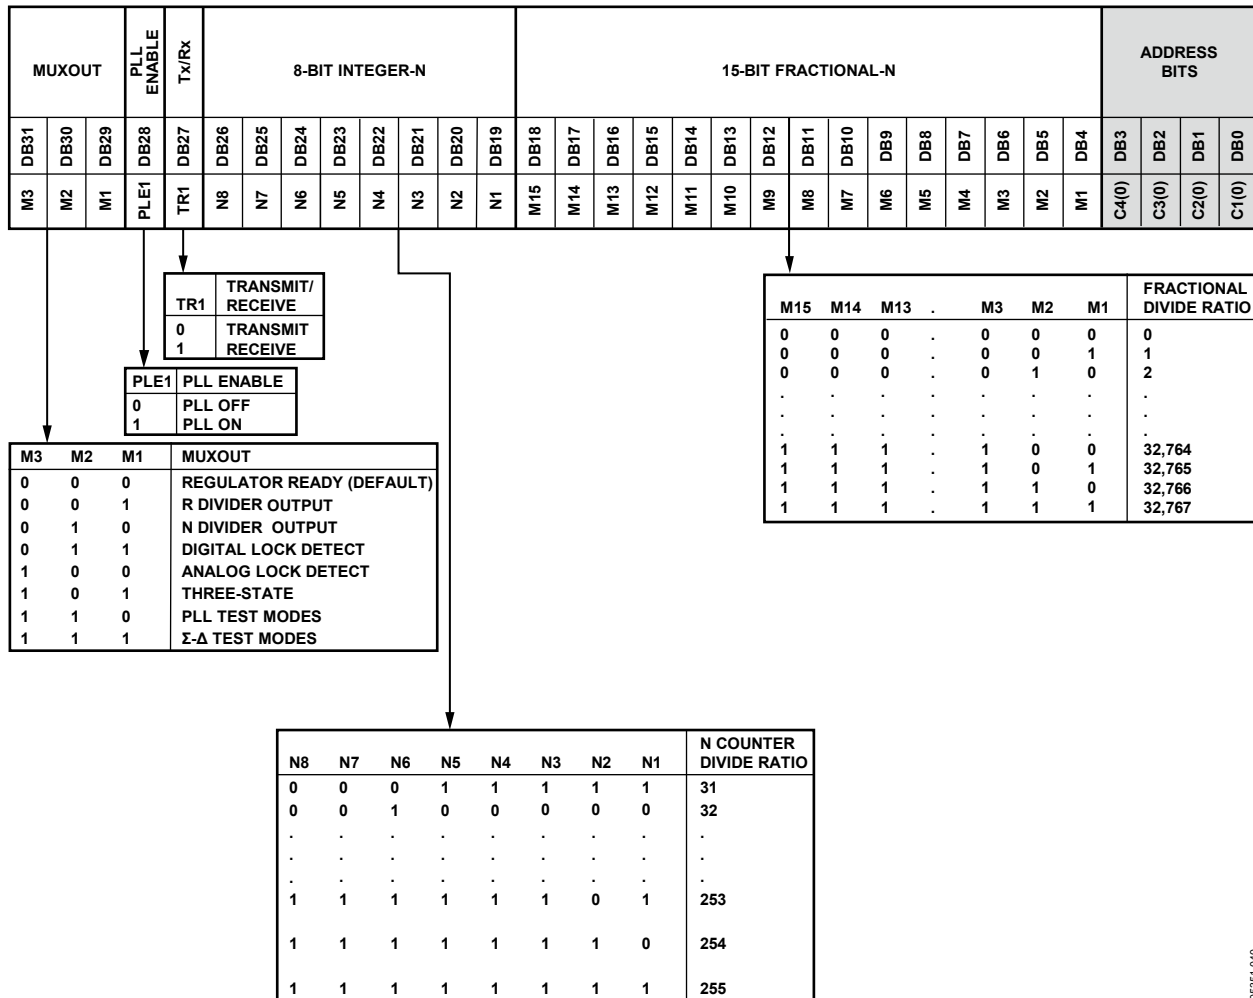 MUXOUT PLL ENABLE Tx/Rx 8-BIT INTEGER-N 15-BIT FRACTIONAL-N ADDRESS BITS
DB31 DB30 DB29 DB28 DB27 DB26 DB25 DB24 DB23 DB22 DB21 DB20 DB19 DB18 DB17 DB16 DB15 DB14 DB13 DB12 DB11 DB10 DB9 DB8 DB7 DB6 DB5 DB4 DB3 DB2 DB1 DB0
M3 M2 M1 PLE1 TR1 N8 N7 N6 N5 N4 N3 N2 N1 M15 M14 M13 M12 M11 M10 M9 M8 M7 M6 M5 M4 M3 M2 M1 C4(0) C3(0) C2(0) C1(0)
TR1 TRANSMIT/ RECEIVE
0 TRANSMIT
1 RECEIVE
PLE1 PLL ENABLE
0 PLL OFF
1 PLL ON
M3 M2 M1 MUXOUT
0 0 0 REGULATOR READY (DEFAULT)
0 0 1 R DIVIDER OUTPUT
0 1 0 N DIVIDER OUTPUT
0 1 1 DIGITAL LOCK DETECT
1 0 0 ANALOG LOCK DETECT
1 0 1 THREE-STATE
1 1 0 PLL TEST MODES
1 1 1 Σ-Δ TEST MODES
M15 M14 M13 . M3 M2 M1 FRACTIONAL DIVIDE RATIO
0 0 0 . 0 0 0 0
0 0 0 . 0 0 1 1
0 0 0 . 0 1 0 2
. . . . . . . .
. . . . . . . .
. . . . . . . .
1 1 1 . 1 0 0 32,764
1 1 1 . 1 0 1 32,765
1 1 1 . 1 1 0 32,766
1 1 1 . 1 1 1 32,767
N8 N7 N6 N5 N4 N3 N2 N1 N COUNTER DIVIDE RATIO
0 0 0 1 1 1 1 1 31
0 0 1 0 0 0 0 0 32
. . . . . . . . .
. . . . . . . . .
. . . . . . . . .
1 1 1 1 1 1 0 1 253
1 1 1 1 1 1 1 0 254
1 1 1 1 1 1 1 1 255